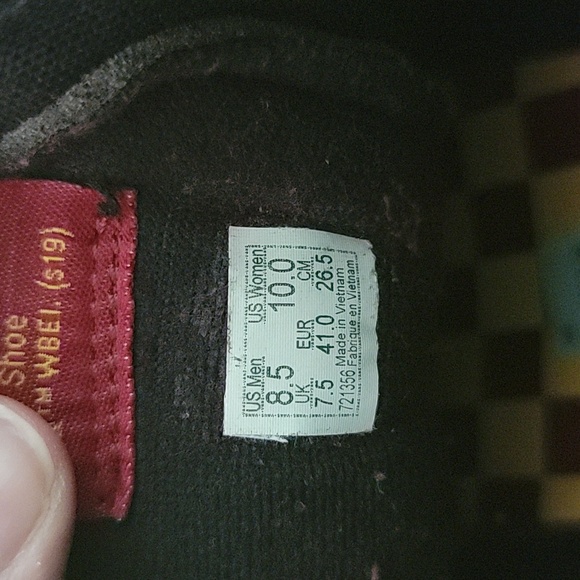 Shoe
WBEI. (s19)
US Men US Women
8.5 10.0
UK EUR CM
7.5 41.0 26.5
Made in Vietnam
721356 Fabriqué en Vietnam